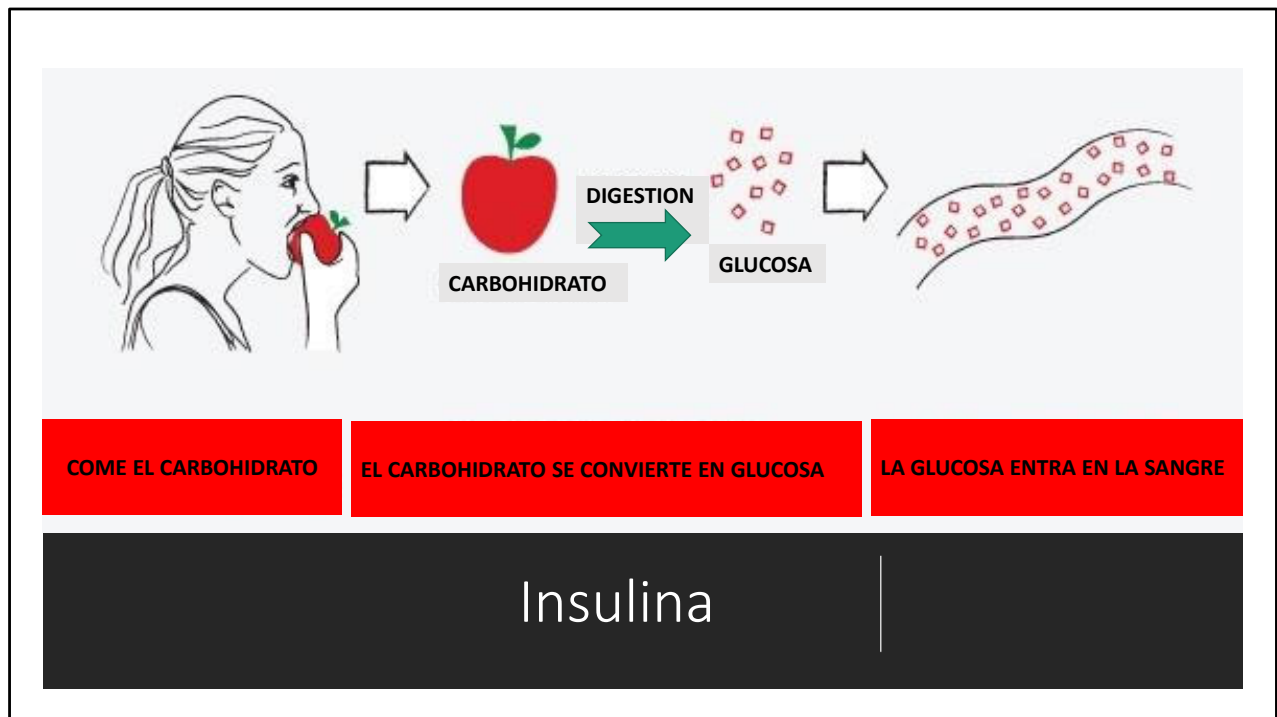 DIGESTION
CARBOHIDRATO
GLUCOSA
COME EL CARBOHIDRATO
EL CARBOHIDRATO SE CONVIERTE EN GLUCOSA
LA GLUCOSA ENTRA EN LA SANGRE
Insulina